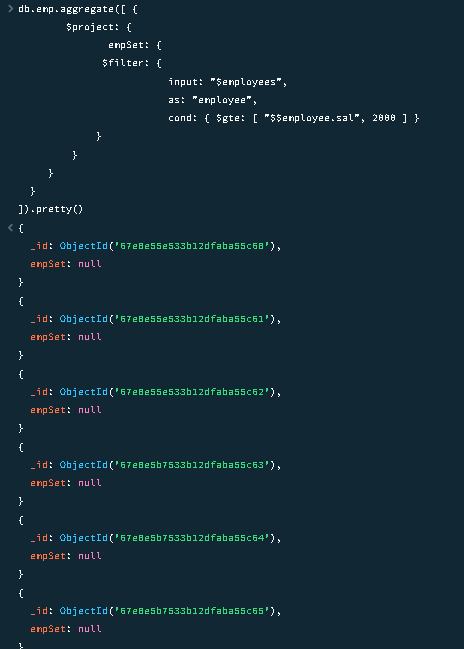 > db.emp.aggregate([ {
$project: {
empSet: {
$filter: {
input: "$employees",
as: "employee",
cond: { $gte: [ "$$employee.sal", 2000 ] }
}
}
}
}
]).pretty()
< {
_id: ObjectId('67e8e55e533b12dfaba55c60'),
empSet: null
}
{
_id: ObjectId('67e8e55e533b12dfaba55c61'),
empSet: null
}
{
_id: ObjectId('67e8e55e533b12dfaba55c62'),
empSet: null
}
{
_id: ObjectId('67e8e5b7533b12dfaba55c63'),
empSet: null
}
{
_id: ObjectId('67e8e5b7533b12dfaba55c64'),
empSet: null
}
{
_id: ObjectId('67e8e5b7533b12dfaba55c65'),
empSet: null
}